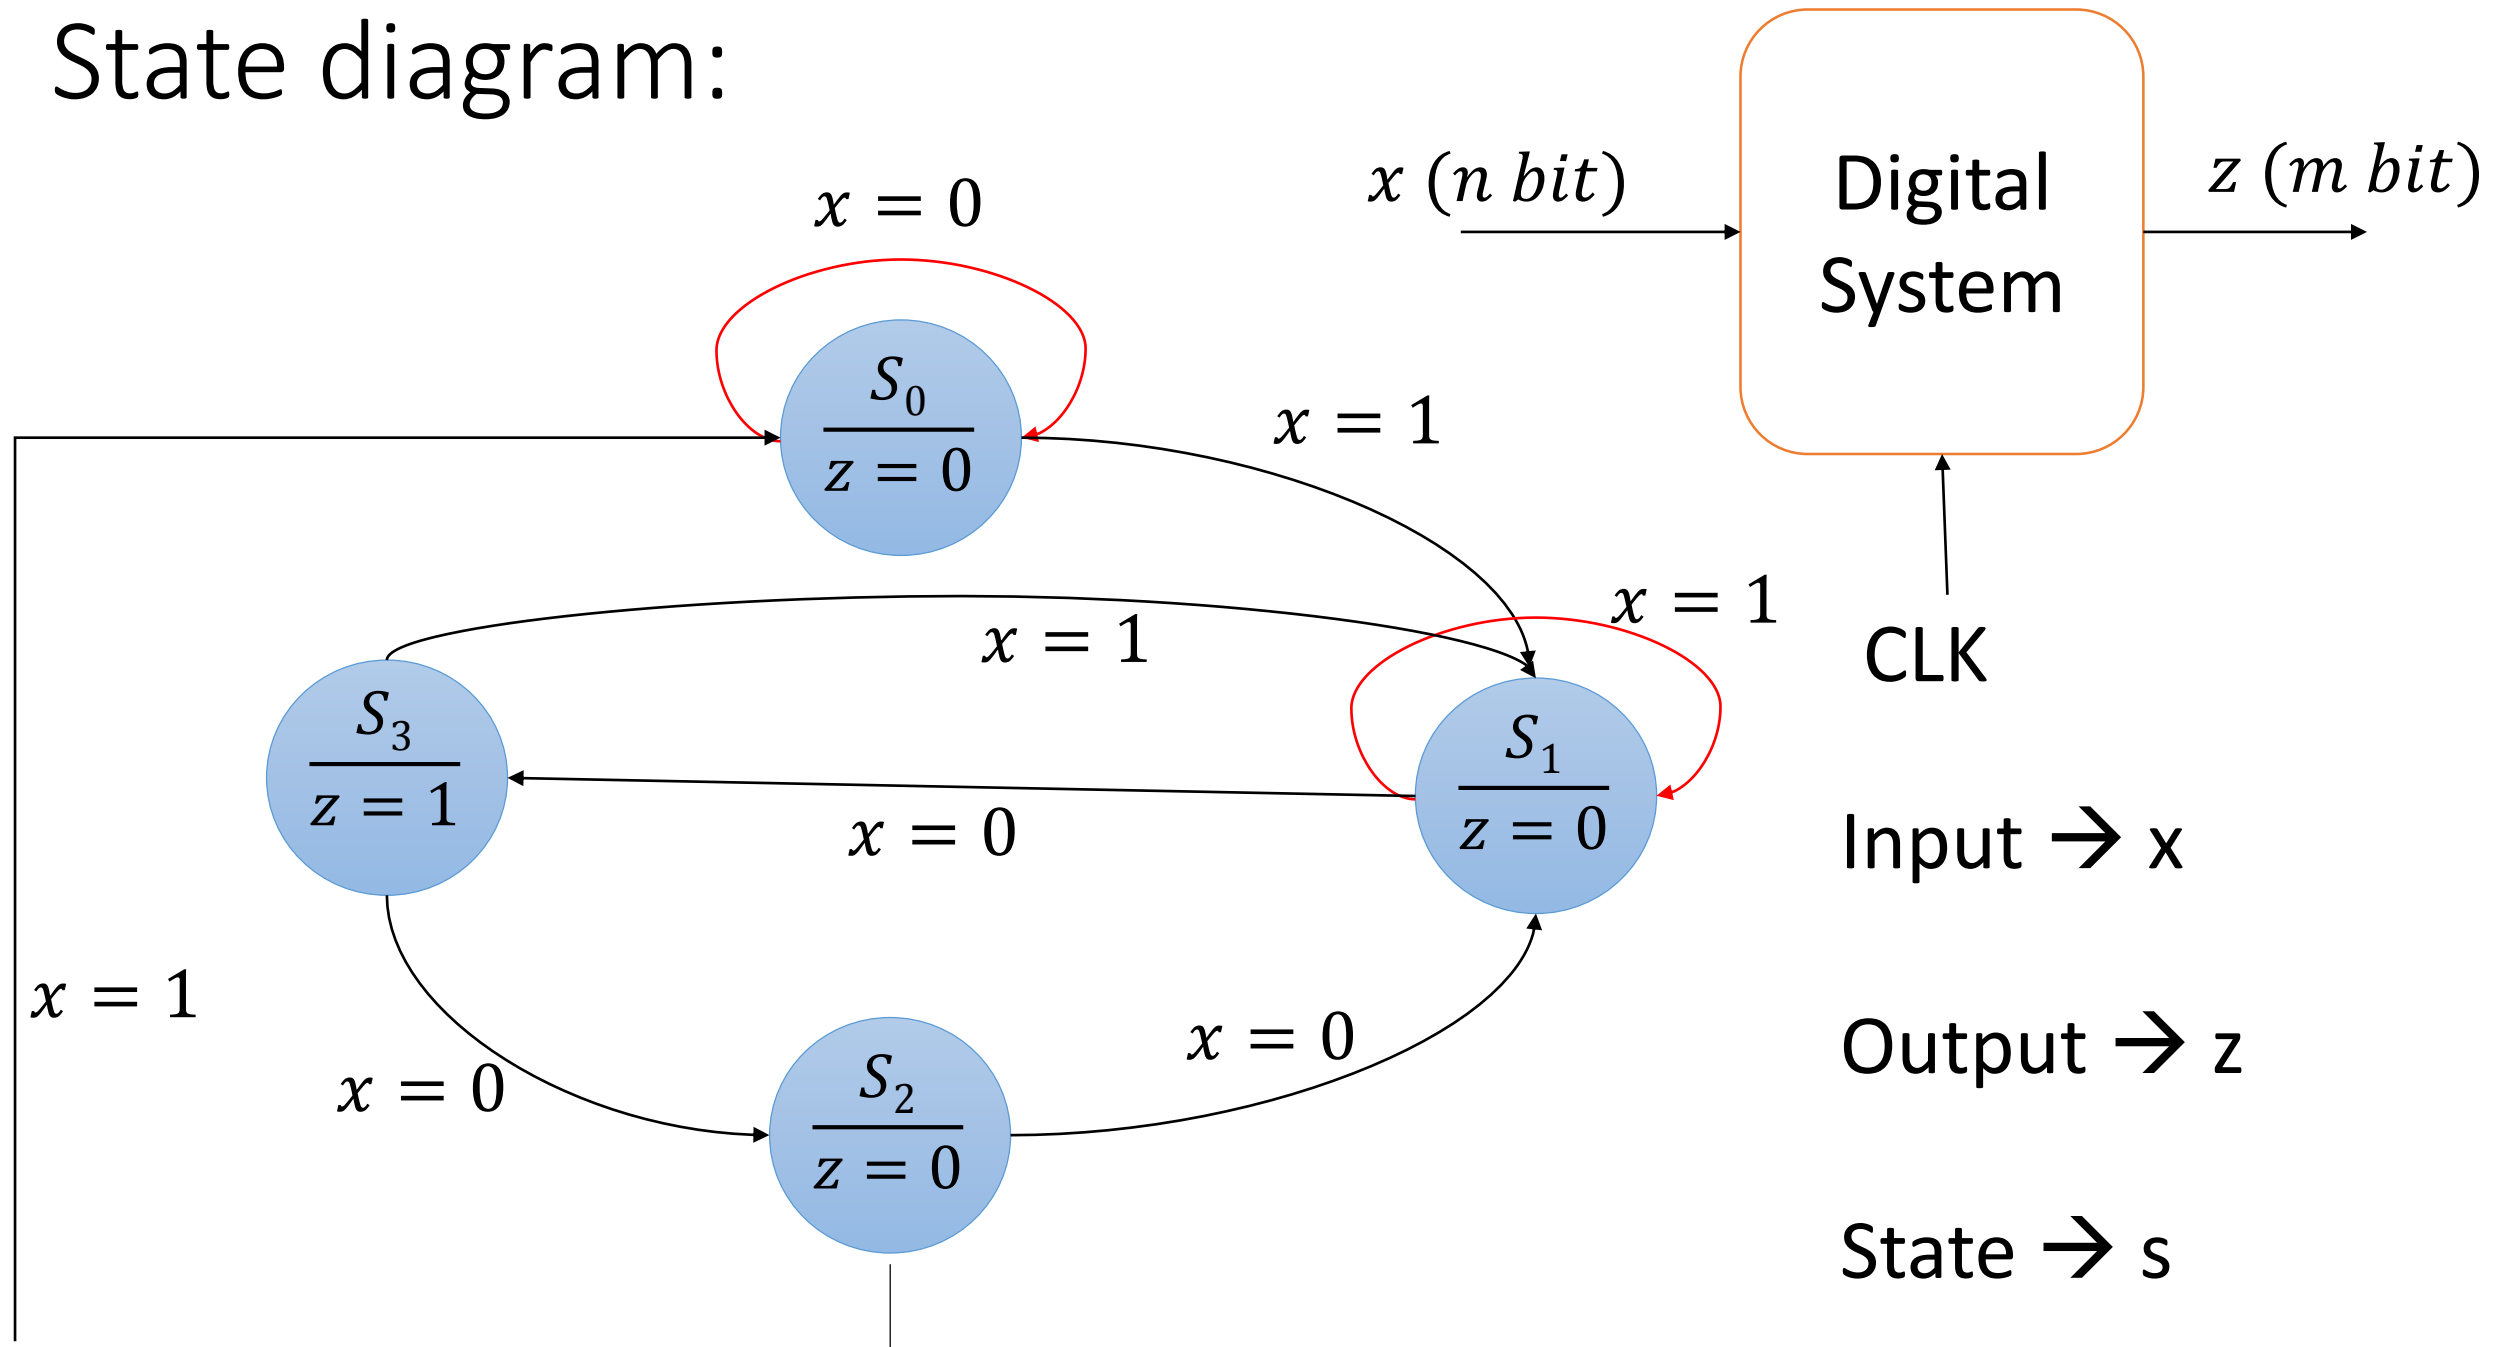 State diagram:
x (n bit)
Digital
System
z (m bit)
x = 0
S0
z = 0
x = 1
x = 1
x = 1
CLK
S3
z = 1
S1
z = 0
x = 0
Input → x
x = 1
x = 0
x = 0
Output → z
S2
z = 0
State → s